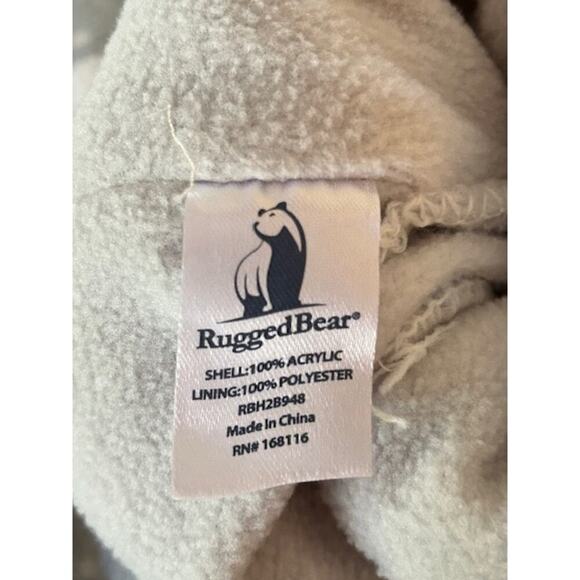 RuggedBear®
SHELL:100% ACRYLIC
LINING:100% POLYESTER
RBH2B948
Made In China
RN# 168116